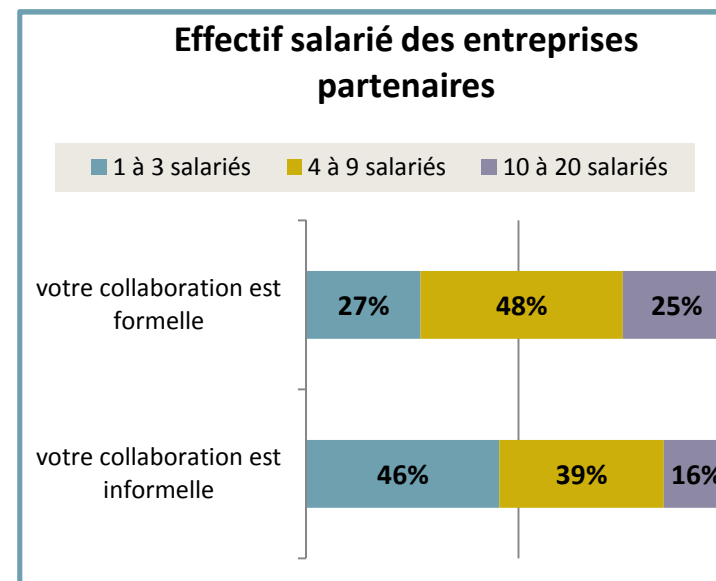 Effectif salarié des entreprises
partenaires
1 à 3 salariés 4 à 9 salariés 10 à 20 salariés
votre collaboration est
formelle
27% 48% 25%
votre collaboration est
informelle
46% 39% 16%